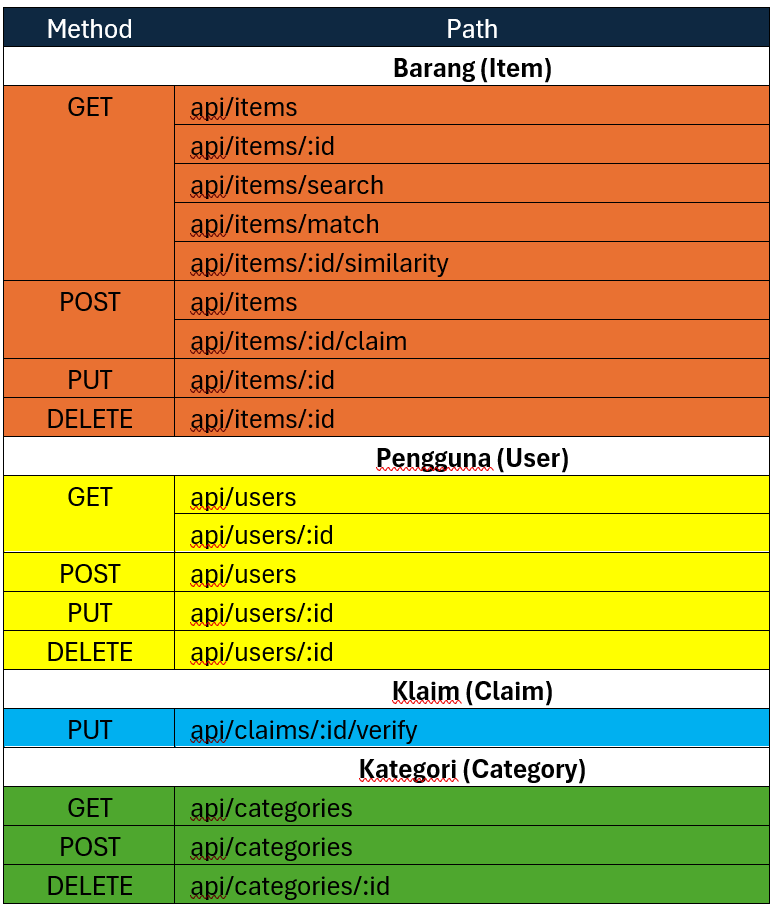 Method Path
Barang (Item)
GET api/items
api/items/:id
api/items/search
api/items/match
api/items/:id/similarity
POST api/items
api/items/:id/claim
PUT api/items/:id
DELETE api/items/:id
Pengguna (User)
GET api/users
api/users/:id
POST api/users
PUT api/users/:id
DELETE api/users/:id
Klaim (Claim)
PUT api/claims/:id/verify
Kategori (Category)
GET api/categories
POST api/categories
DELETE api/categories/:id